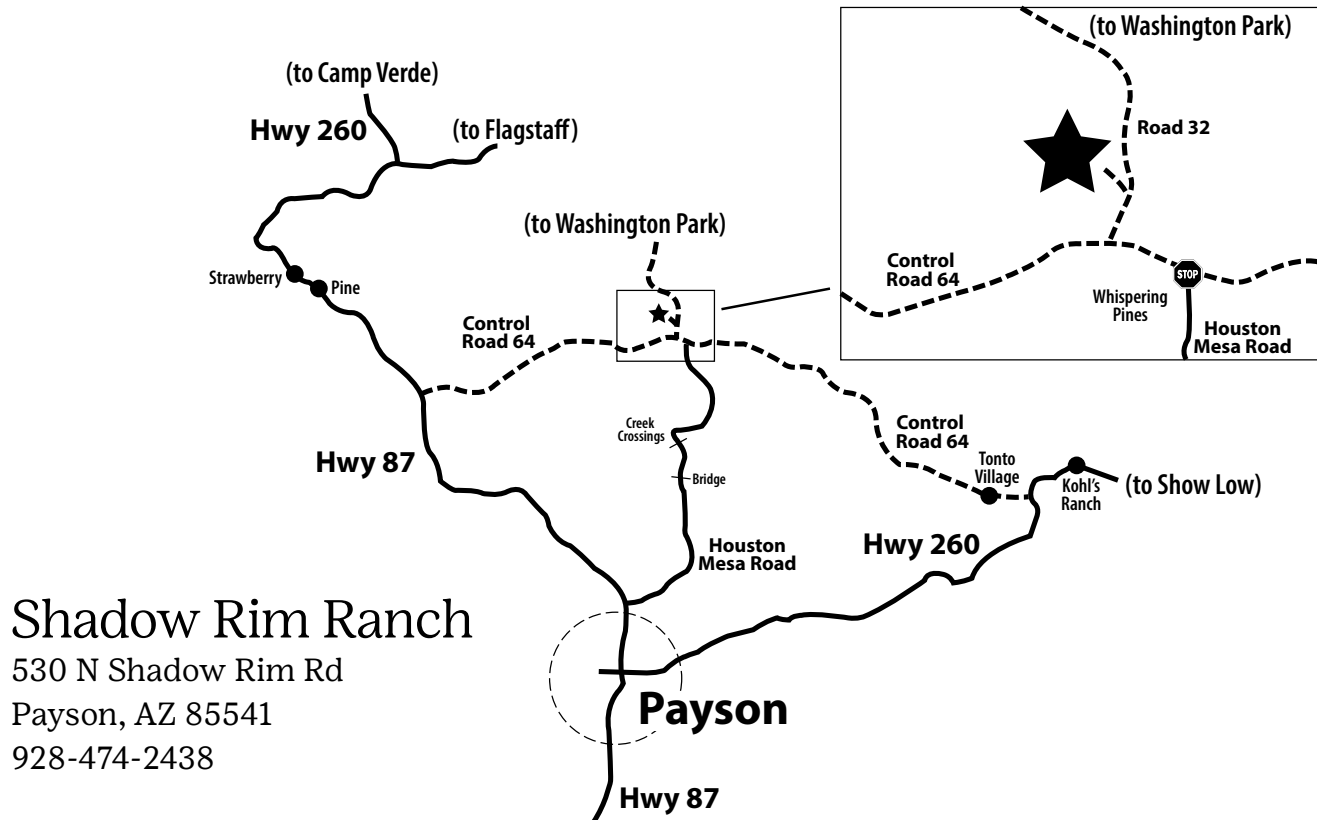 (to Camp Verde)
Hwy 260
(to Flagstaff)
Strawberry
Pine
(to Washington Park)
Control
Road 64
Hwy 87
Creek
Crossings
Bridge
Houston
Mesa Road
Control
Road 64
Tonto
Village
Kohl's
Ranch
(to Show Low)
Hwy 260
Payson
Hwy 87
(to Washington Park)
Road 32
Control
Road 64
STOP
Whispering
Pines
Houston
Mesa Road
Shadow Rim Ranch
530 N Shadow Rim Rd
Payson, AZ 85541
928-474-2438